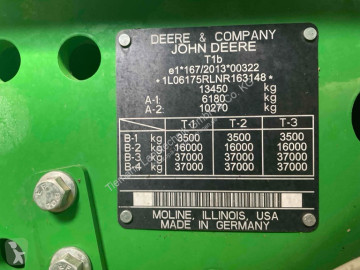 DEERE & COMPANY
JOHN DEERE
T1b
e1*167/2013*00322
*1L06175RLNR163148*
13450 kg
A-1: 6180 kg
A-2: 10270 kg
T-1 T-2 T-3
B-1 kg 3500 3500 3500
B-2 kg 16000 16000 16000
B-3 kg 37000 37000 37000
B-4 kg 37000 37000 37000
MOLINE, ILLINOIS, USA
MADE IN GERMANY